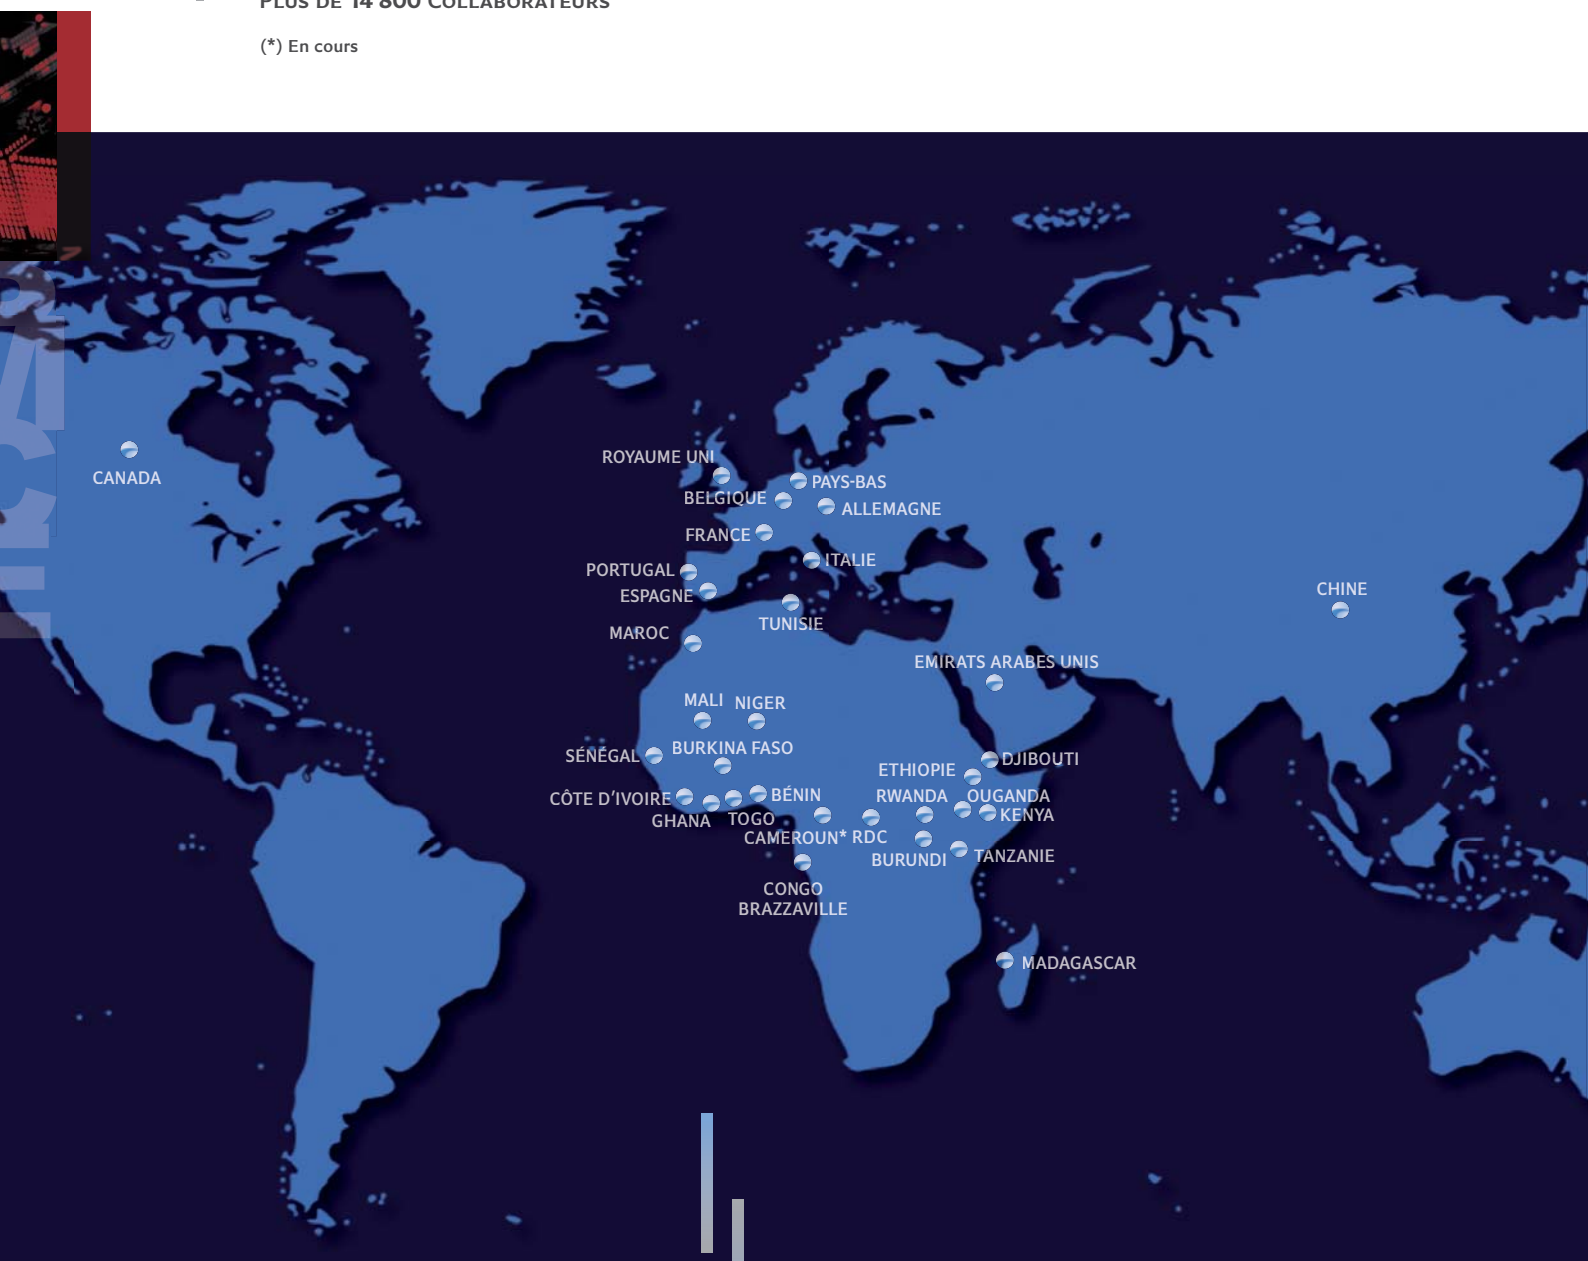 PLUS DE 14 800 COLLABORATEURS
(*) En cours
CANADA
ROYAUME UNI
PAYS-BAS
BELGIQUE
ALLEMAGNE
FRANCE
ITALIE
PORTUGAL
ESPAGNE
CHINE
TUNISIE
MAROC
EMIRATS ARABES UNIS
MALI
NIGER
SÉNÉGAL
BURKINA FASO
DJIBOUTI
ETHIOPIE
CÔTE D'IVOIRE
BÉNIN
RWANDA
OUGANDA
GHANA
TOGO
KENYA
CAMEROUN*
RDC
BURUNDI
TANZANIE
CONGO
BRAZZAVILLE
MADAGASCAR